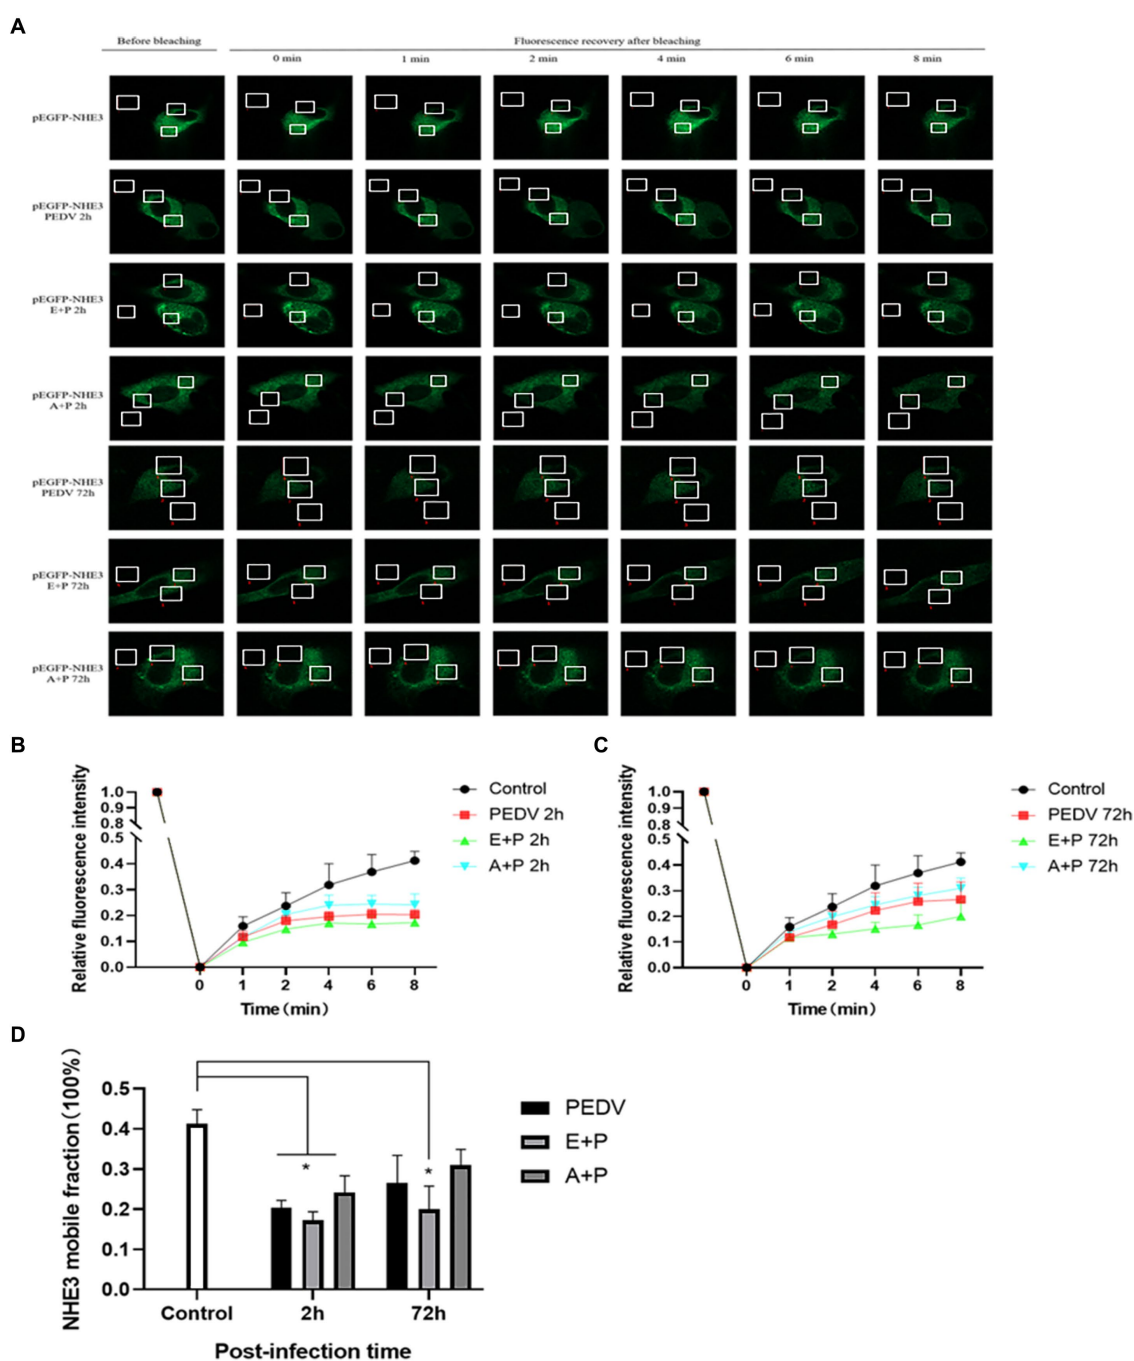 A
Before bleaching
Fluorescence recovery after bleaching
0 min 1 min 2 min 4 min 6 min 8 min
pEGFP-NHE3
pEGFP-NHE3
PEDV 2h
pEGFP-NHE3
E+P 2h
pEGFP-NHE3
A+P 2h
pEGFP-NHE3
PEDV 72h
pEGFP-NHE3
E+P 72h
pEGFP-NHE3
A+P 72h
B
Relative fluorescence intensity
1.0
0.9
0.8
0.5
0.4
0.3
0.2
0.1
0.0
0 1 2 4 6 8
Time（min）
Control
PEDV 2h
E+P 2h
A+P 2h
C
Relative fluorescence intensity
1.0
0.9
0.8
0.5
0.4
0.3
0.2
0.1
0.0
0 1 2 4 6 8
Time（min）
Control
PEDV 72h
E+P 72h
A+P 72h
D
NHE3 mobile fraction（100%）
0.5
0.4
0.3
0.2
0.1
0.0
* *
Control 2h 72h
Post-infection time
PEDV
E+P
A+P